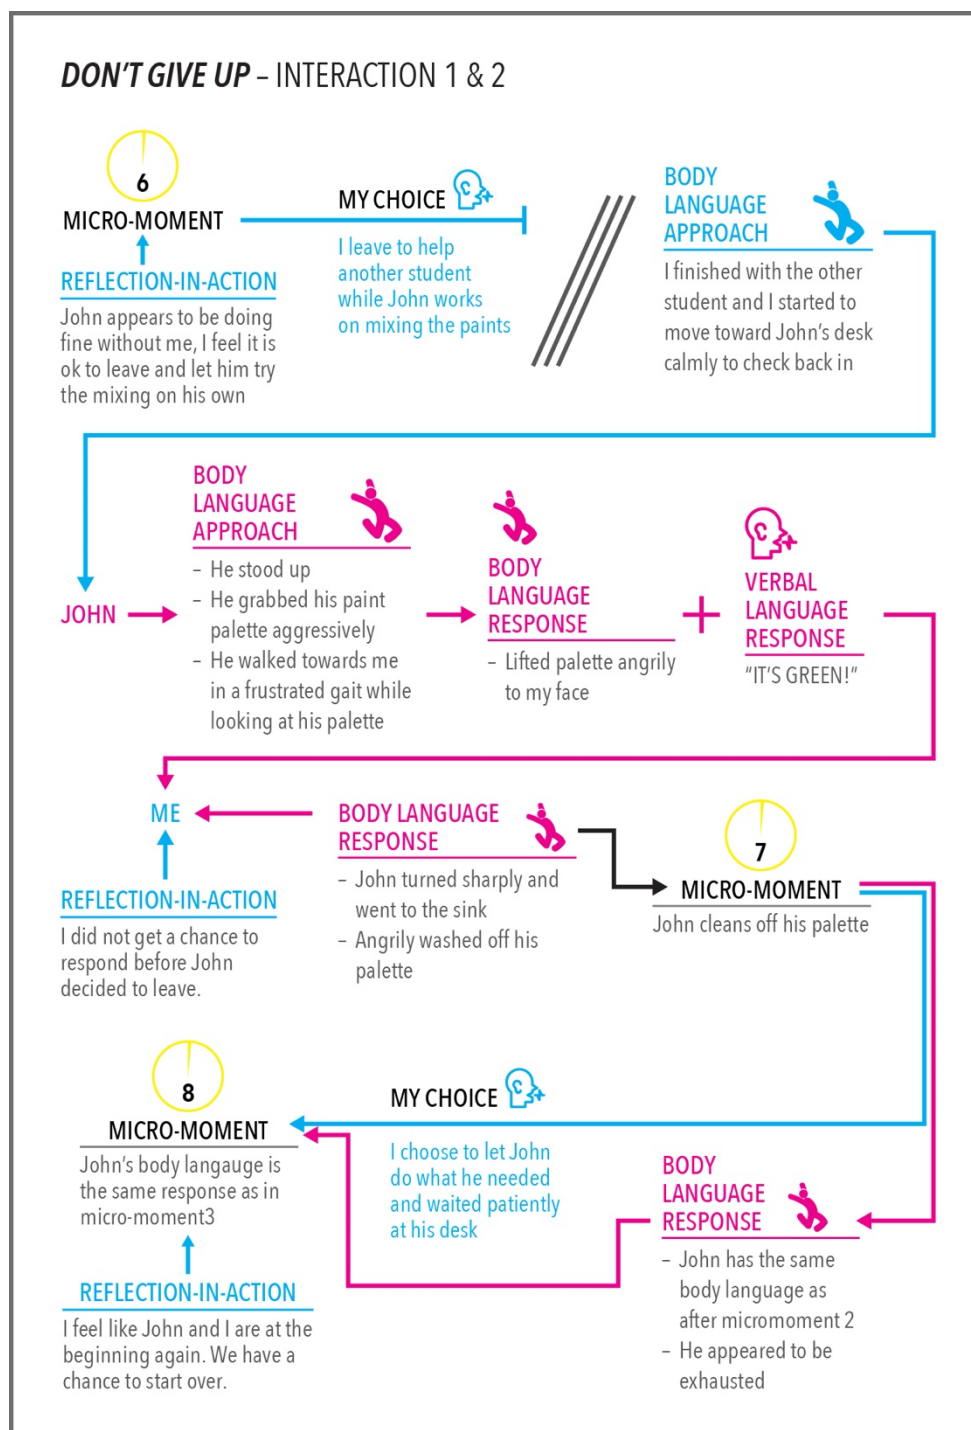 DON'T GIVE UP – INTERACTION 1 & 2
6
MICRO-MOMENT
REFLECTION-IN-ACTION
John appears to be doing
fine without me, I feel it is
ok to leave and let him try
the mixing on his own
MY CHOICE
I leave to help
another student
while John works
on mixing the paints
BODY
LANGUAGE
APPROACH
I finished with the other
student and I started to
move toward John's desk
calmly to check back in
JOHN
BODY
LANGUAGE
APPROACH
– He stood up
– He grabbed his paint
palette aggressively
– He walked towards me
in a frustrated gait while
looking at his palette
BODY
LANGUAGE
RESPONSE
– Lifted palette angrily
to my face
+
VERBAL
LANGUAGE
RESPONSE
"IT'S GREEN!"
ME
REFLECTION-IN-ACTION
I did not get a chance to
respond before John
decided to leave.
BODY LANGUAGE
RESPONSE
– John turned sharply and
went to the sink
– Angrily washed off his
palette
7
MICRO-MOMENT
John cleans off his palette
8
MICRO-MOMENT
John's body langauge is
the same response as in
micro-moment3
REFLECTION-IN-ACTION
I feel like John and I are at the
beginning again. We have a
chance to start over.
MY CHOICE
I choose to let John
do what he needed
and waited patiently
at his desk
BODY
LANGUAGE
RESPONSE
– John has the same
body language as
after micromoment 2
– He appeared to be
exhausted